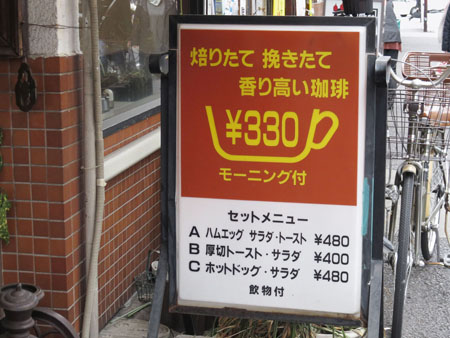 焙りたて 挽きたて
香り高い珈琲
¥330
モーニング付
セットメニュー
A ハムエッグ サラダ・トースト ¥480
B 厚切トースト・サラダ ¥400
C ホットドッグ・サラダ ¥480
飲物付